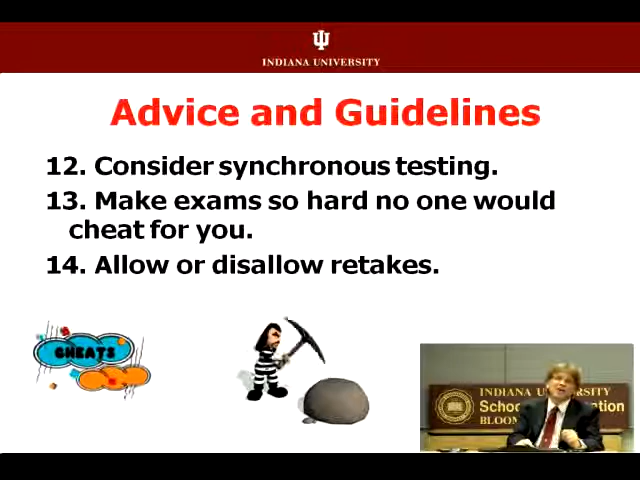 INDIANA UNIVERSITY
Advice and Guidelines
12. Consider synchronous testing.
13. Make exams so hard no one would
cheat for you.
14. Allow or disallow retakes.
CHEATS
INDIANA UNIVERSITY
BLOOM